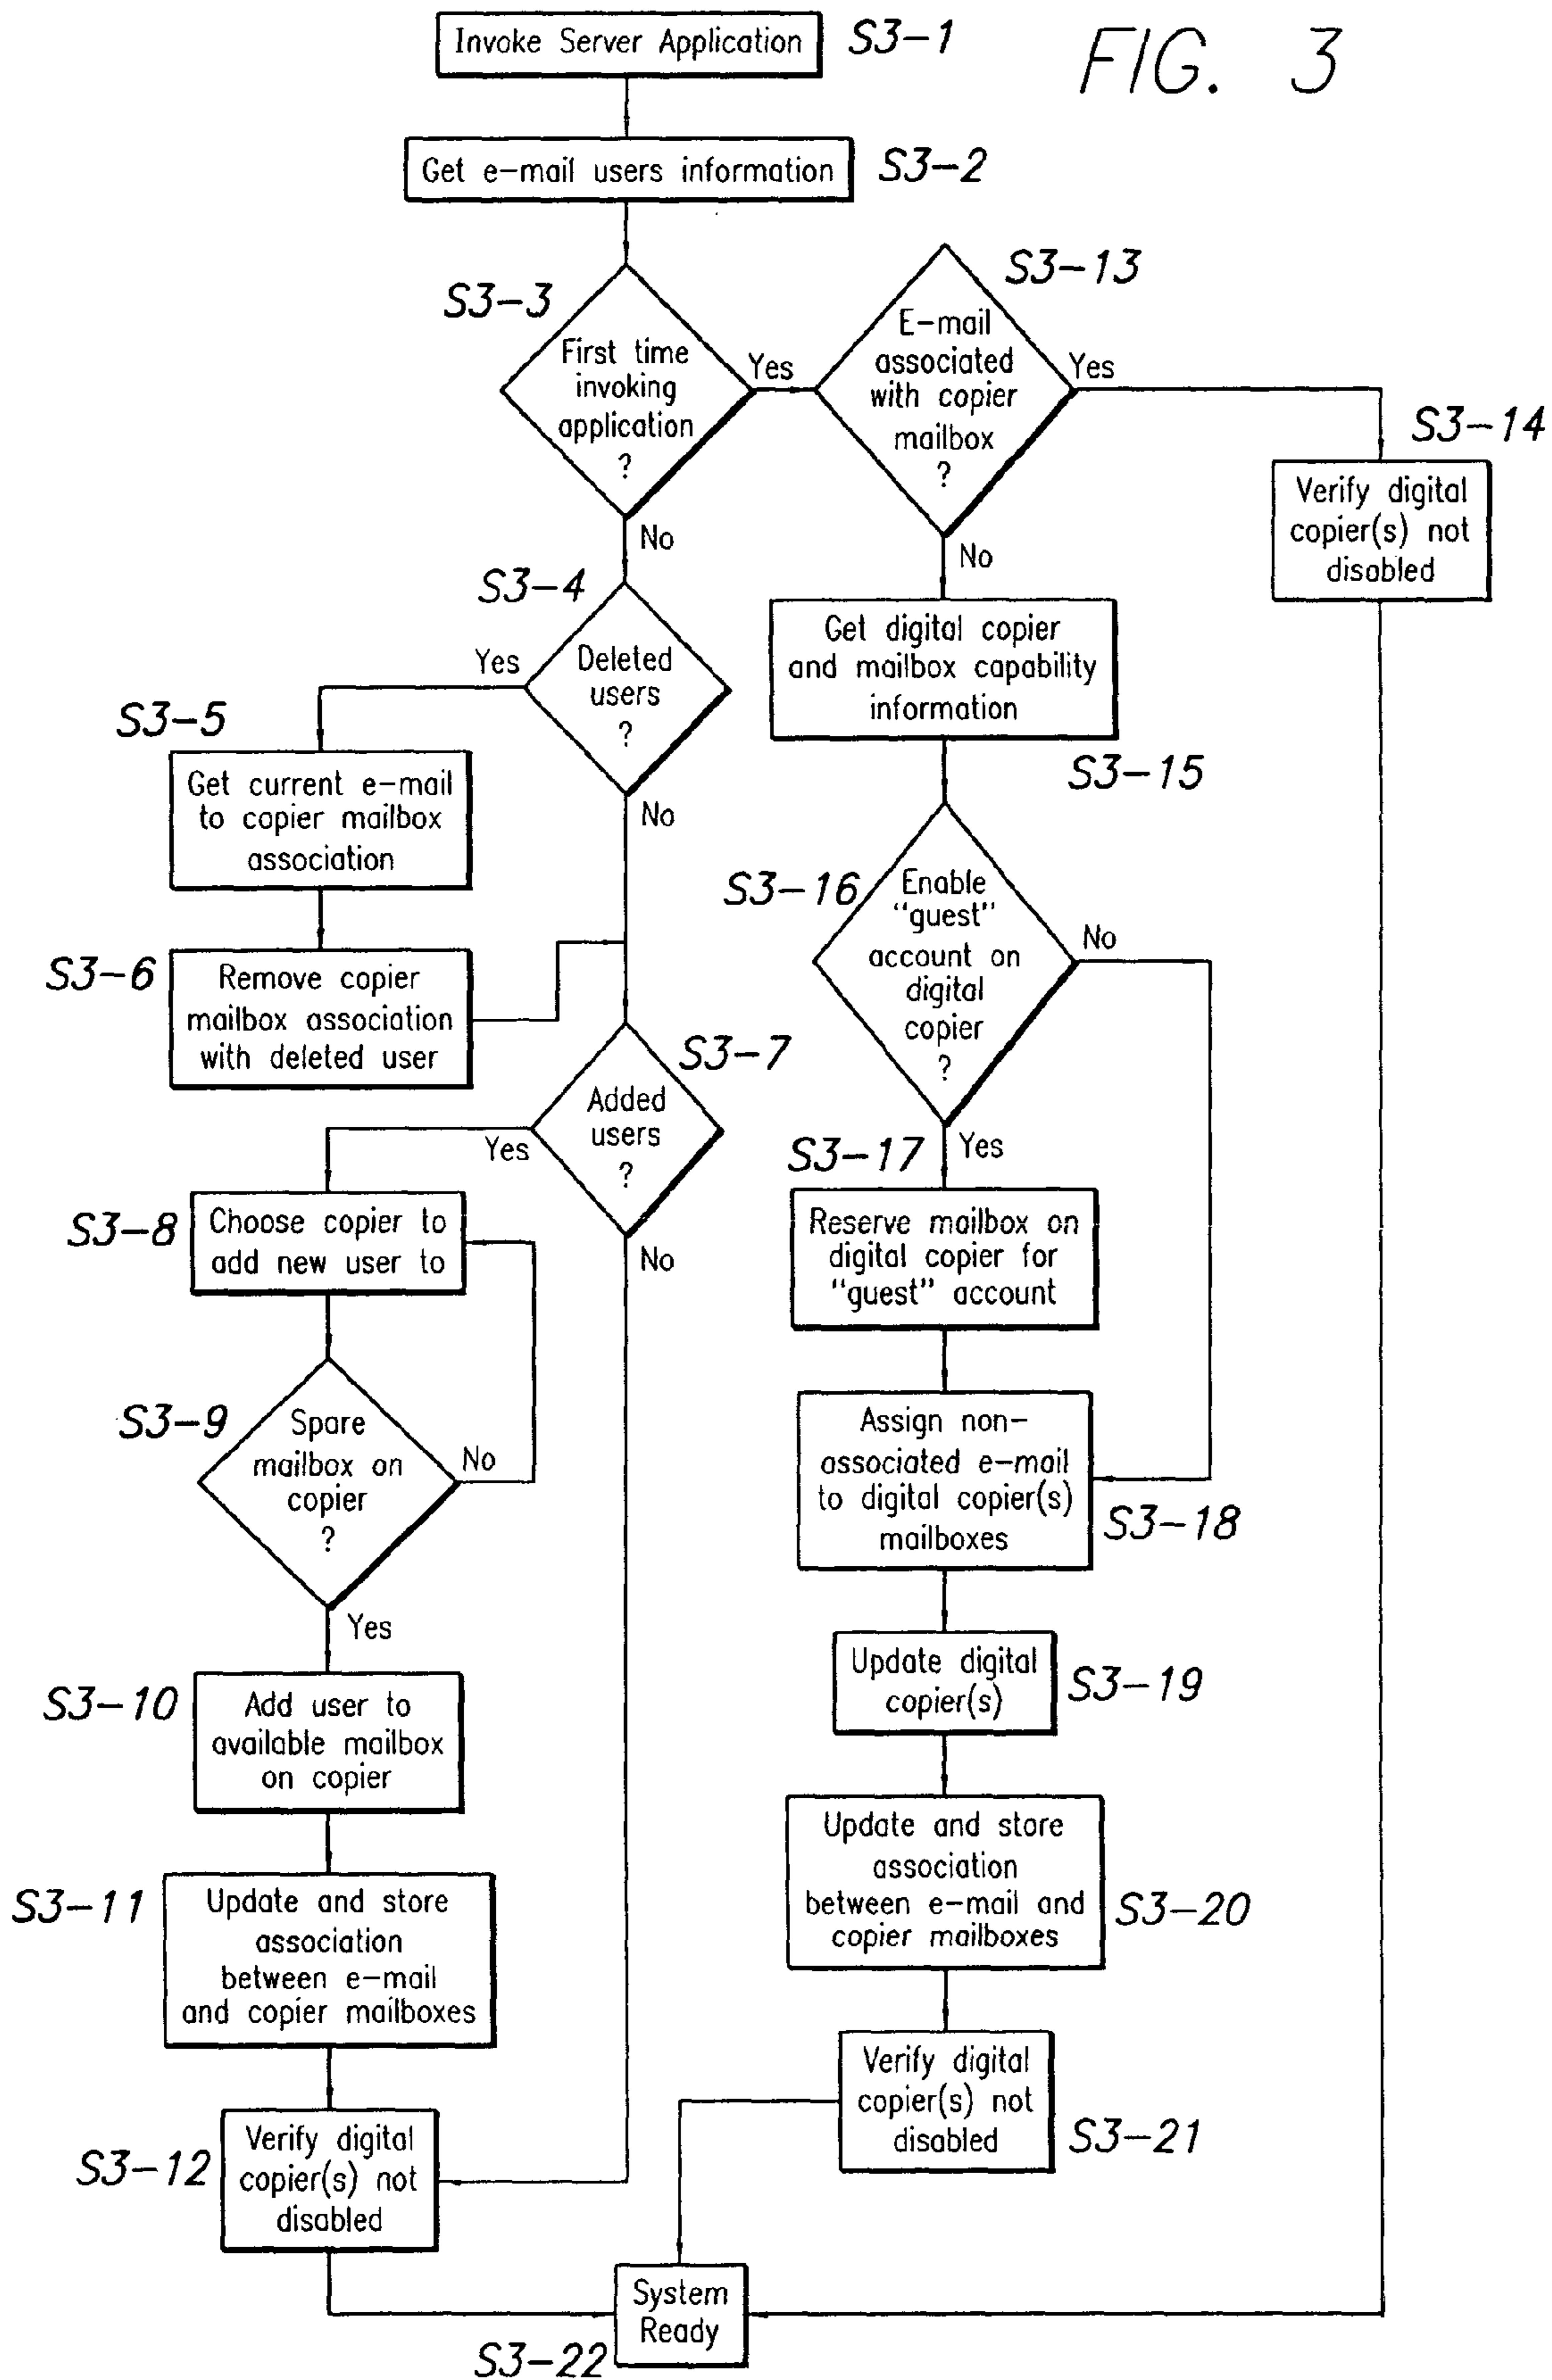 FIG. 3
Invoke Server Application
S3-1
Get e-mail users information
S3-2
S3-3
First time
invoking
application
?
Yes
No
S3-13
E-mail
associated
with copier
mailbox
?
Yes
No
S3-14
Verify digital
copier(s) not
disabled
S3-4
Deleted
users
?
Yes
No
S3-5
Get current e-mail
to copier mailbox
association
S3-6
Remove copier
mailbox association
with deleted user
S3-7
Added
users
?
Yes
No
S3-8
Choose copier to
add new user to
S3-9
Spare
mailbox on
copier
?
No
Yes
S3-10
Add user to
available mailbox
on copier
S3-11
Update and store
association
between e-mail
and copier mailboxes
S3-12
Verify digital
copier(s) not
disabled
Get digital copier
and mailbox capability
information
S3-15
S3-16
Enable
"guest"
account on
digital
copier
?
No
Yes
S3-17
Reserve mailbox on
digital copier for
"guest" account
Assign non-
associated e-mail
to digital copier(s)
mailboxes
S3-18
Update digital
copier(s)
S3-19
Update and store
association
between e-mail and
copier mailboxes
S3-20
Verify digital
copier(s) not
disabled
S3-21
System
Ready
S3-22